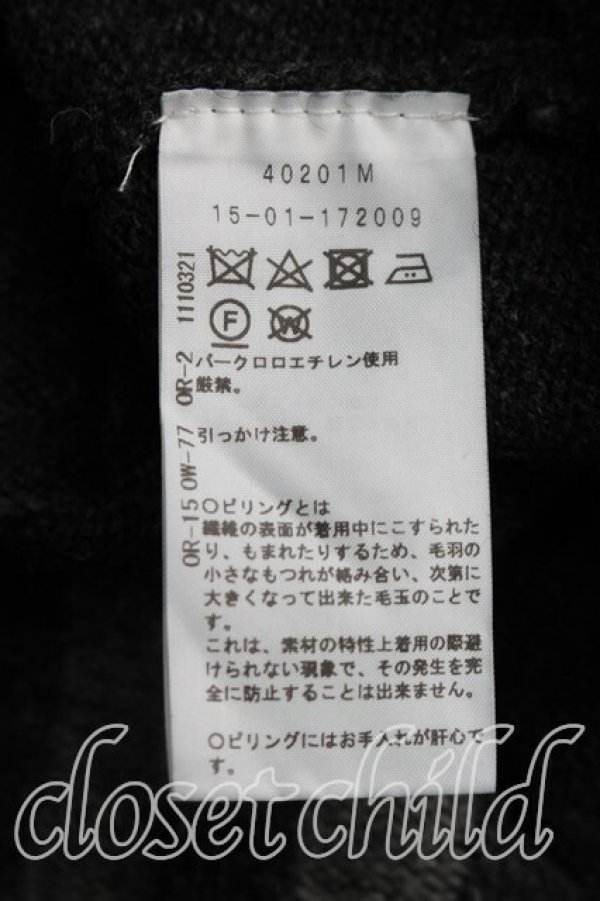 40201M
15-01-172009
F
W
OR-15 OW-77 OR-2 1110321
パークロロエチレン使用
厳禁。
引っかけ注意。
〇ピリングとは
繊維の表面が着用中にこすられた
り、もまれたりするため、毛羽の
小さなもつれが絡み合い、次第に
大きくなって出来た毛玉のことで
す。
これは、素材の特性上着用の際避
けられない現象で、その発生を完
全に防止することは出来ません。
〇ピリングにはお手入れが肝心で
す。
closet child